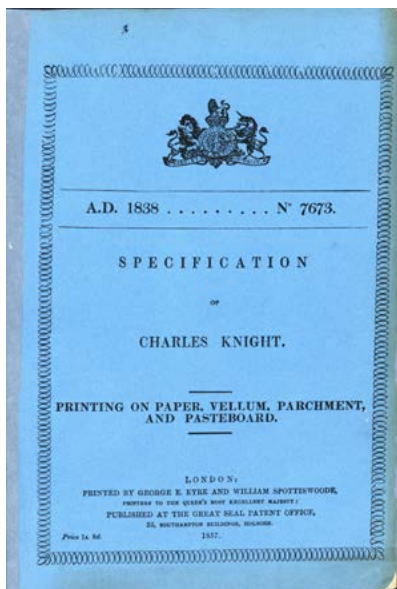 A.D. 1838 . . . . . . . . . Nº 7673.
SPECIFICATION
OF
CHARLES KNIGHT.
PRINTING ON PAPER, VELLUM, PARCHMENT,
AND PASTEBOARD.
LONDON:
PRINTED BY GEORGE E. EYRE AND WILLIAM SPOTTISWOODE,
PRINTERS TO THE QUEEN'S MOST EXCELLENT MAJESTY:
PUBLISHED AT THE GREAT SEAL PATENT OFFICE,
25, SOUTHAMPTON BUILDINGS, HOLBORN.
Price 1s. 8d.
1857.